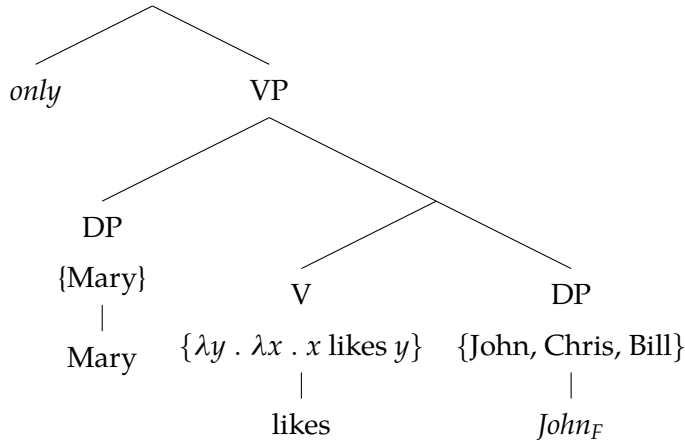 only VP
DP
{Mary} V DP
Mary {λy . λx . x likes y} {John, Chris, Bill}
likes John_F